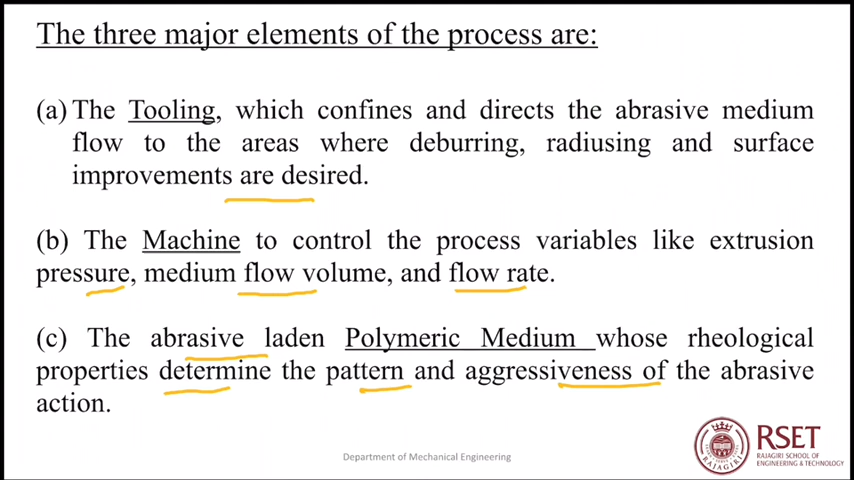 The three major elements of the process are:
(a) The Tooling, which confines and directs the abrasive medium
flow to the areas where deburring, radiusing and surface
improvements are desired.
(b) The Machine to control the process variables like extrusion
pressure, medium flow volume, and flow rate.
(c) The abrasive laden Polymeric Medium whose rheological
properties determine the pattern and aggressiveness of the abrasive
action.
Department of Mechanical Engineering
RAJAGIRI
RSET
RAJAGIRI SCHOOL OF
ENGINEERING & TECHNOLOGY